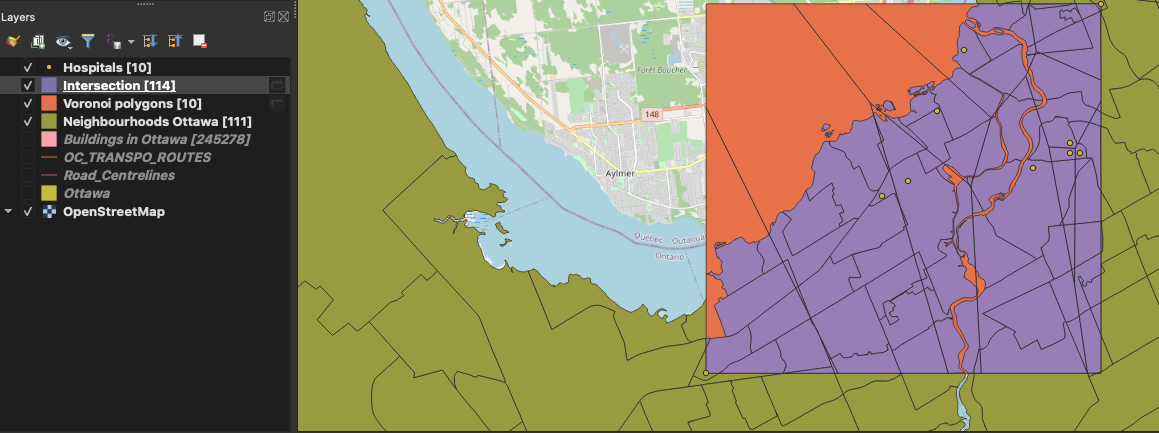 Layers
Hospitals [10]
Intersection [114]
Voronoi polygons [10]
Neighbourhoods Ottawa [111]
Buildings in Ottawa [245278]
OC_TRANSPO_ROUTES
Road_Centrelines
Ottawa
OpenStreetMap
Forêt Boucher
148
Aylmer
Québec Outaouais
Ontario